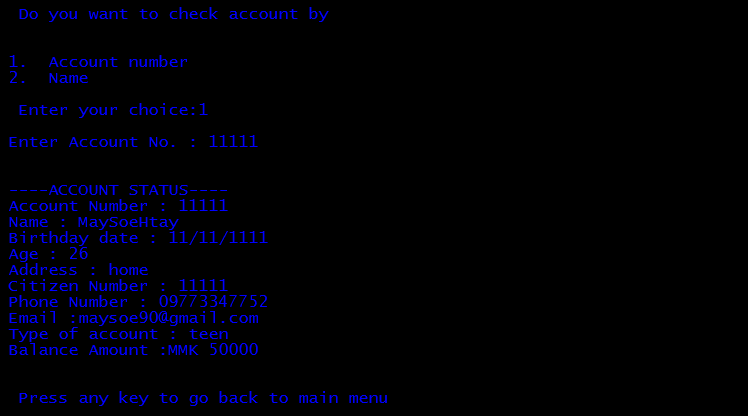 Do you want to check account by
1. Account number
2. Name
Enter your choice:1
Enter Account No. : 11111
----ACCOUNT STATUS----
Account Number : 11111
Name : MaySoeHtay
Birthday date : 11/11/1111
Age : 26
Address : home
Citizen Number : 11111
Phone Number : 09773347752
Email :maysoe90@gmail.com
Type of account : teen
Balance Amount :MMK 50000
Press any key to go back to main menu